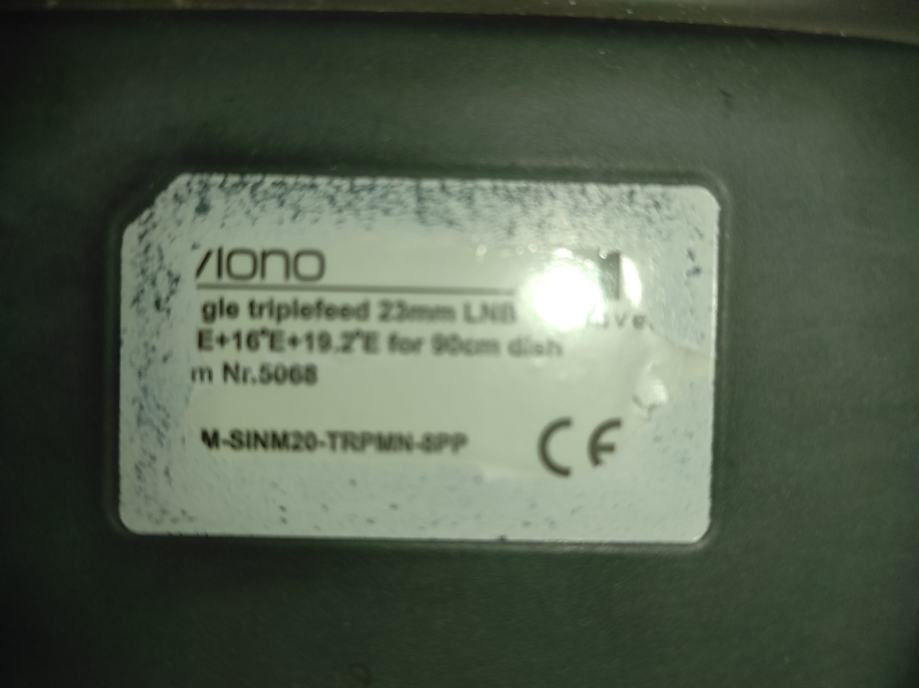 /IONO
gle triplefeed 23mm LNB
E+16°E+19.2°E for 90cm dish
m Nr.5068
M-SINM20-TRPMN-8PP
CE